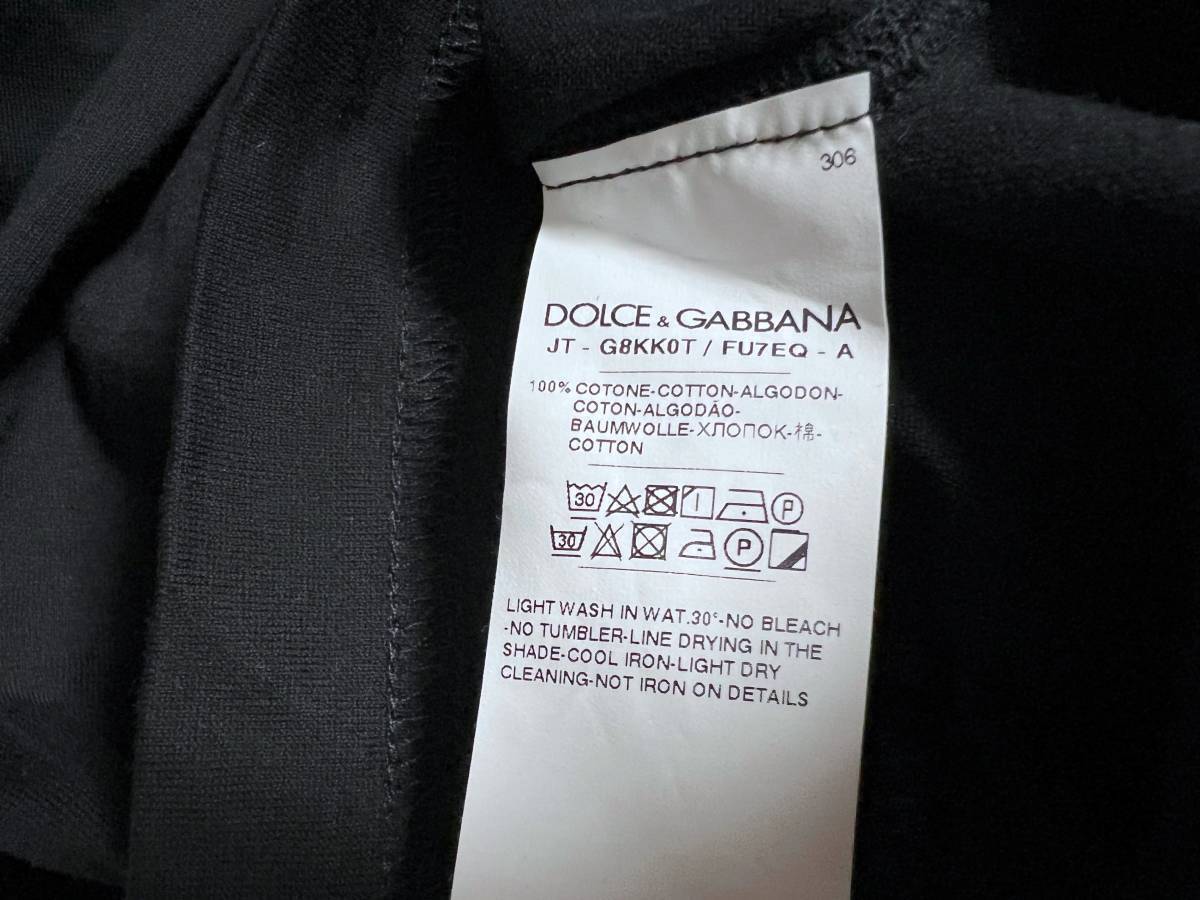 306
DOLCE & GABBANA
JT - G8KK0T / FU7EQ - A
100% COTONE-COTTON-ALGODON-
COTON-ALGODÃO-
BAUMWOLLE-ХЛОПОК-棉-
COTTON
30 P
30 P
LIGHT WASH IN WAT.30°-NO BLEACH
-NO TUMBLER-LINE DRYING IN THE
SHADE-COOL IRON-LIGHT DRY
CLEANING-NOT IRON ON DETAILS